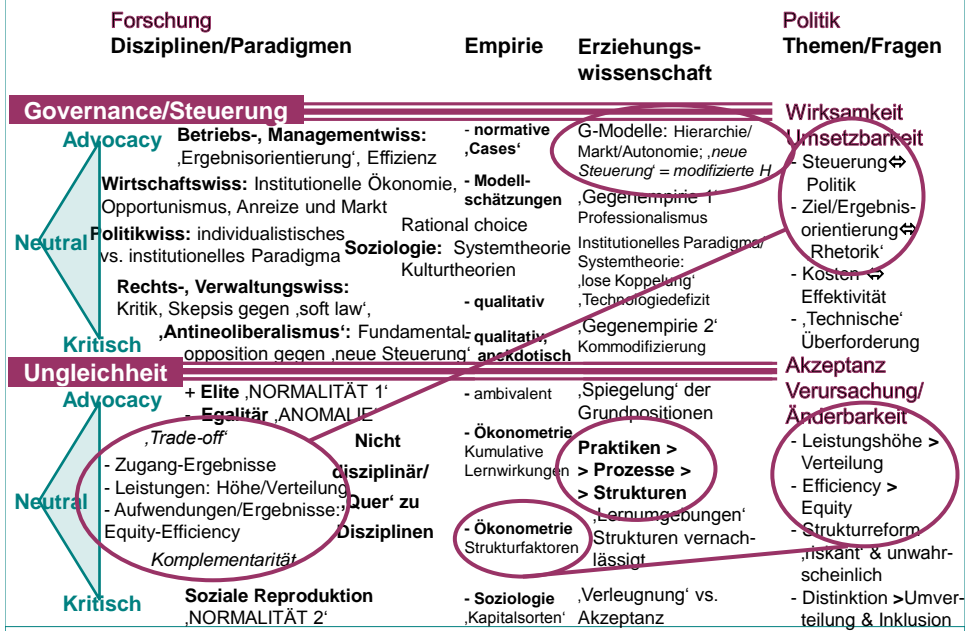 Forschung
Disziplinen/Paradigmen
Empirie
Erziehungs-
wissenschaft
Politik
Themen/Fragen
Governance/Steuerung
Advocacy
Neutral
Kritisch
Betriebs-, Managementwiss:
‚Ergebnisorientierung‘, Effizienz
Wirtschaftswiss: Institutionelle Ökonomie,
Opportunismus, Anreize und Markt
Politikwiss: individualistisches
vs. institutionelles Paradigma
Rational choice
Soziologie: Systemtheorie
Kulturtheorien
Rechts-, Verwaltungswiss:
Kritik, Skepsis gegen ‚soft law‘,
‚Antineoliberalismus‘: Fundamental-
opposition gegen ‚neue Steuerung‘
- normative
‚Cases‘
- Modell-
schätzungen
- qualitativ
- qualitativ,
anekdotisch
G-Modelle: Hierarchie/
Markt/Autonomie; ‚neue
Steuerung‘ = modifizierte H
‚Gegenempirie 1‘
Professionalismus
Institutionelles Paradigma/
Systemtheorie:
‚lose Koppelung‘
‚Technologiedefizit
‚Gegenempirie 2‘
Kommodifizierung
Wirksamkeit
Umsetzbarkeit
- Steuerung⇔
Politik
- Ziel/Ergebnis-
orientierung⇔
Rhetorik‘
- Kosten ⇔
Effektivität
- ‚Technische‘
Überforderung
Ungleichheit
Advocacy
Neutral
Kritisch
+ Elite ‚NORMALITÄT 1‘
- Egalitär ‚ANOMALIE‘
‚Trade-off‘
- Zugang-Ergebnisse
- Leistungen: Höhe/Verteilung
- Aufwendungen/Ergebnisse:
Equity-Efficiency
Komplementarität
Nicht
disziplinär/
‚Quer‘ zu
Disziplinen
Soziale Reproduktion
‚NORMALITÄT 2‘
- ambivalent
- Ökonometrie
Kumulative
Lernwirkungen
- Ökonometrie
Strukturfaktoren
- Soziologie
‚Kapitalsorten‘
‚Spiegelung‘ der
Grundpositionen
Praktiken >
> Prozesse >
> Strukturen
‚Lernumgebungen‘
Strukturen vernach-
lässigt
‚Verleugnung‘ vs.
Akzeptanz
Akzeptanz
Verursachung/
Änderbarkeit
- Leistungshöhe >
Verteilung
- Efficiency >
Equity
- Strukturreform
‚riskant‘ & unwahr-
scheinlich
- Distinktion >Umver-
teilung & Inklusion